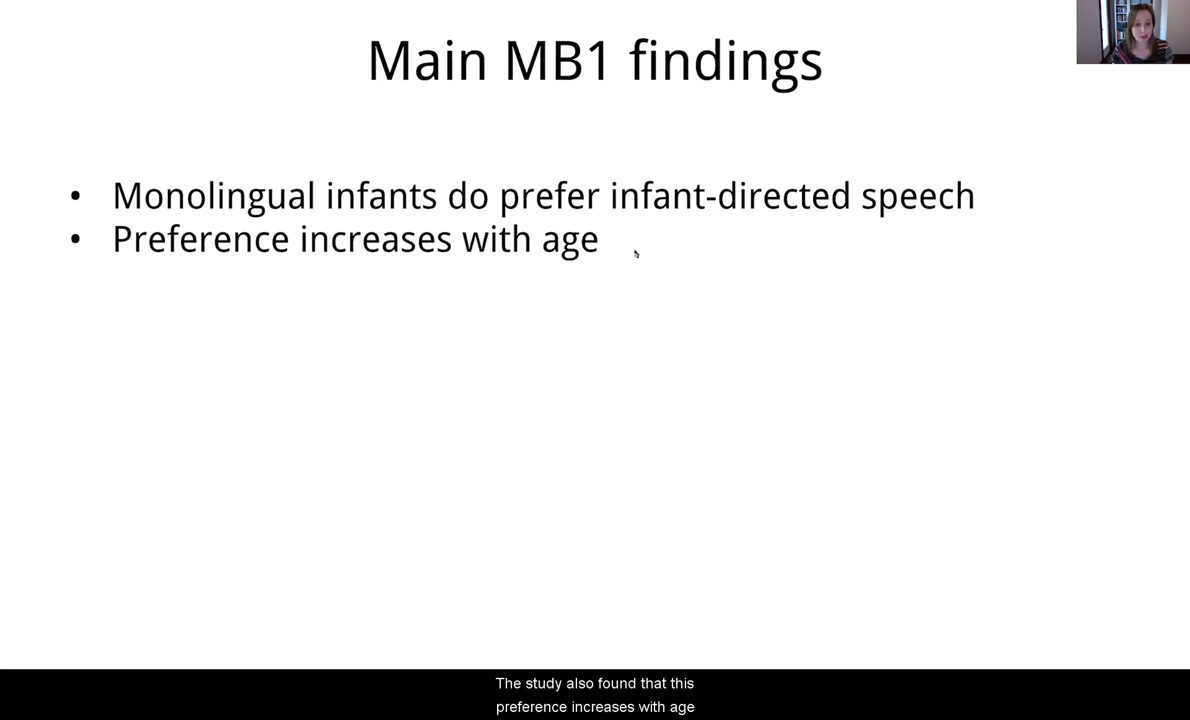 Main MB1 findings
• Monolingual infants do prefer infant-directed speech
• Preference increases with age
The study also found that this
preference increases with age